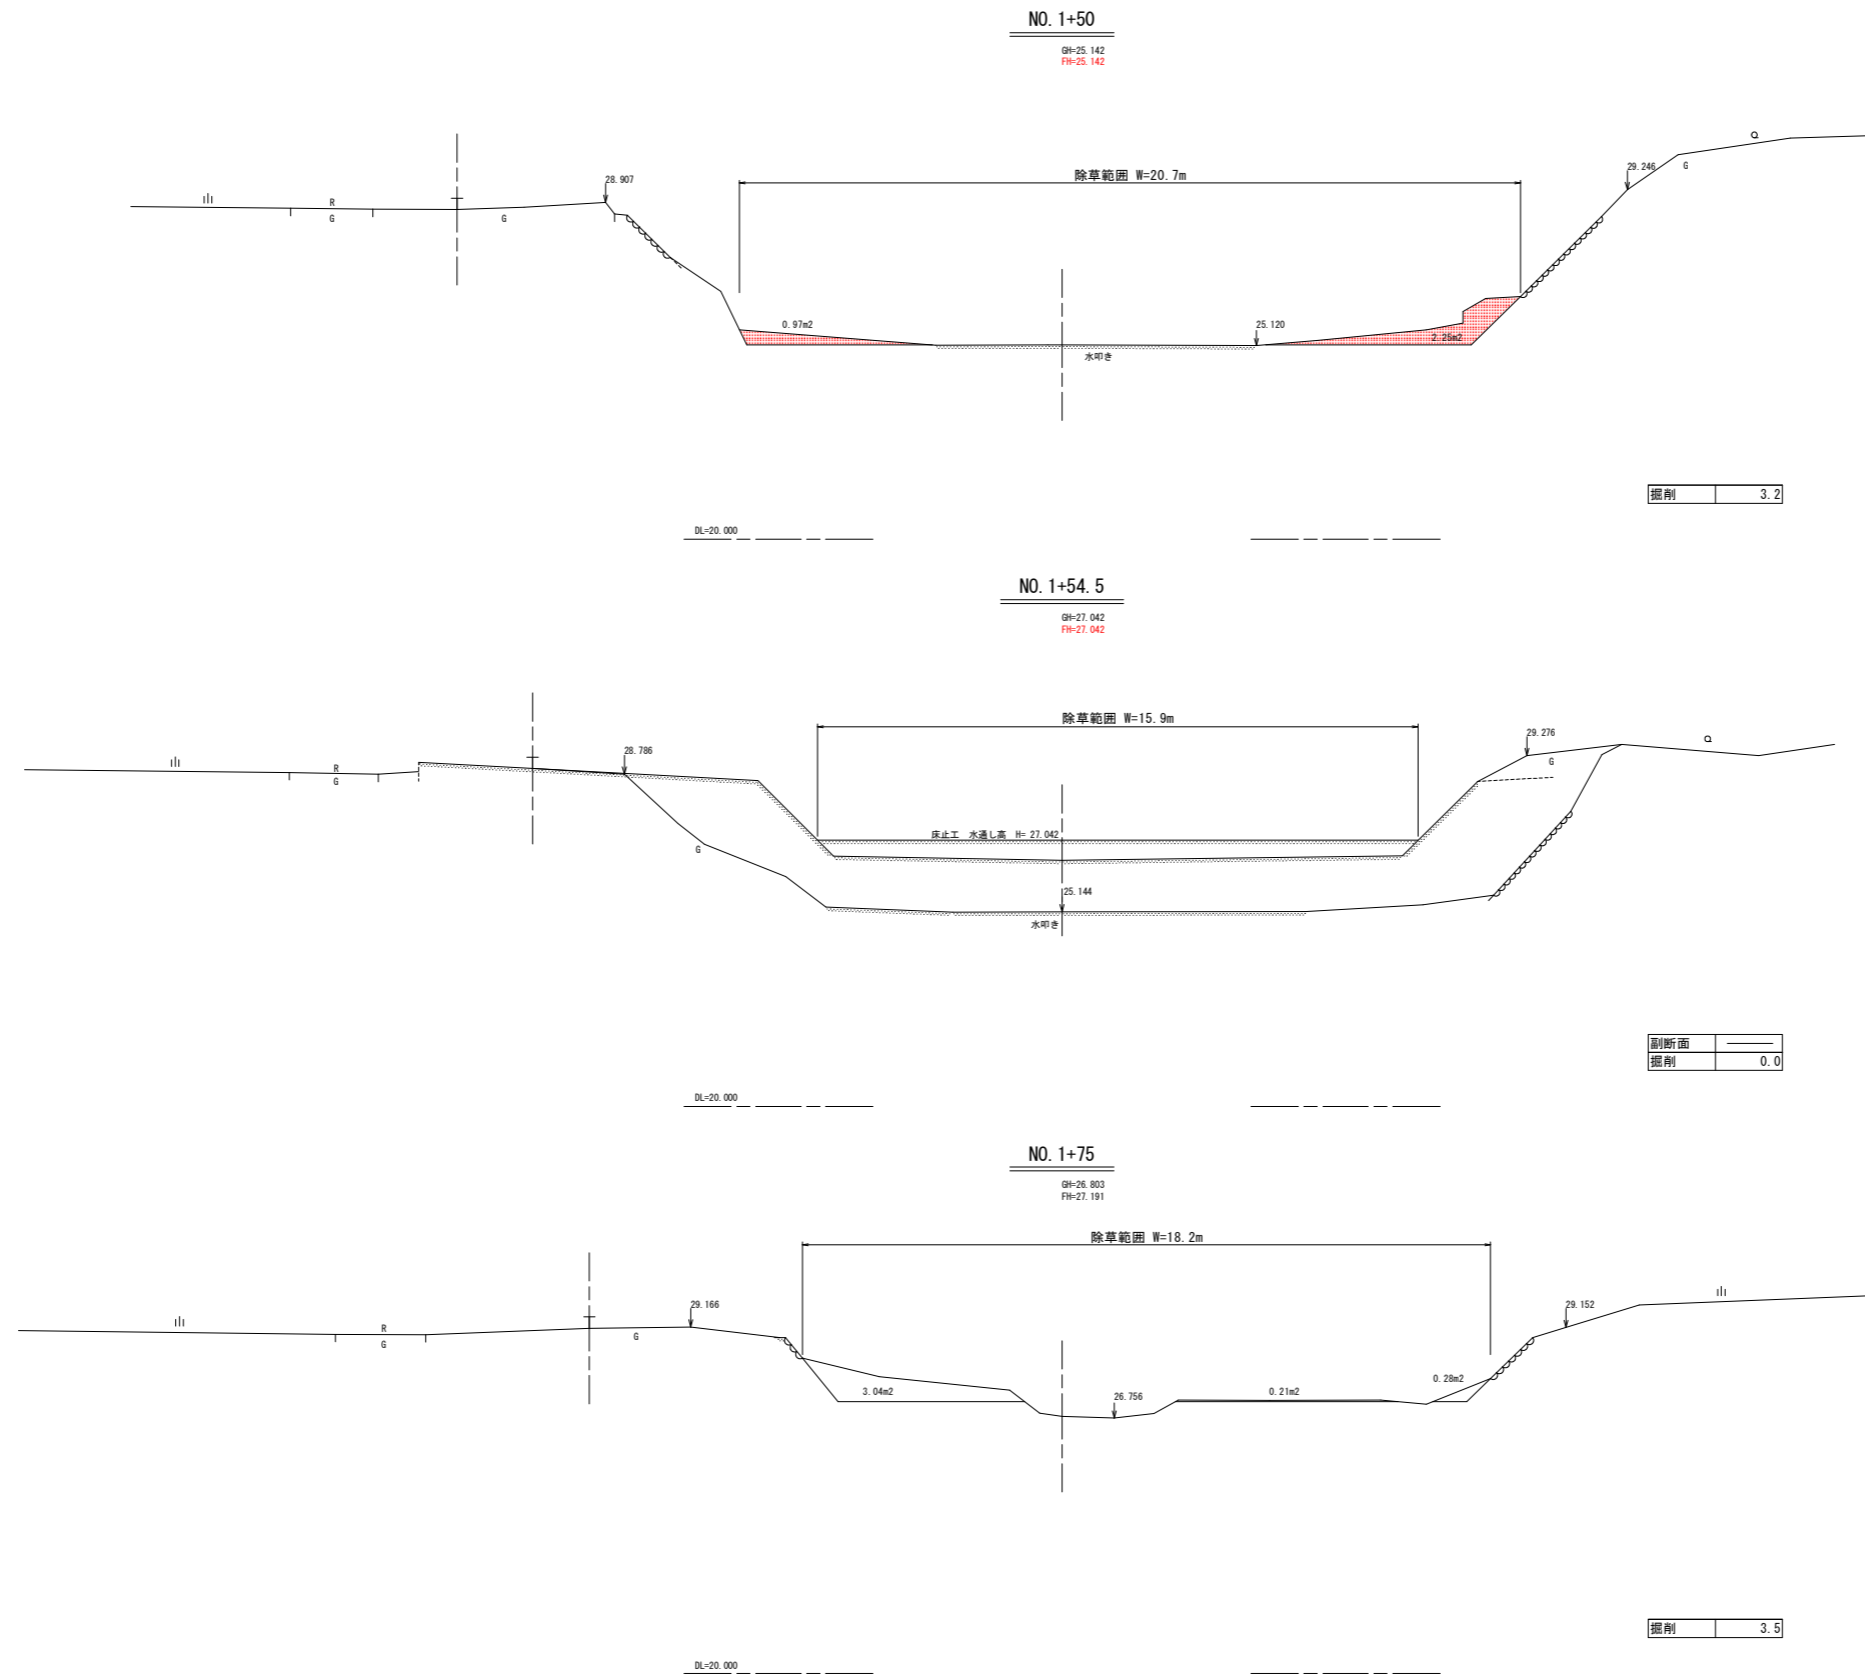 NO. 1+50
GH=25.142
FH=25.142
除草範囲 W=20.7m
28.907
29.246
R
G
G
G
0.97m2
25.120
2.25m2
水叩き
掘削 3.2
DL=20.000
NO. 1+54.5
GH=27.042
FH=27.042
除草範囲 W=15.9m
28.786
29.276
R
G
G
G
床止工 水通し高 H= 27.042
25.144
水叩き
副断面
掘削 0.0
DL=20.000
NO. 1+75
GH=26.803
FH=27.191
除草範囲 W=18.2m
29.166
29.152
R
G
G
3.04m2
26.756
0.21m2
0.28m2
掘削 3.5
DL=20.000